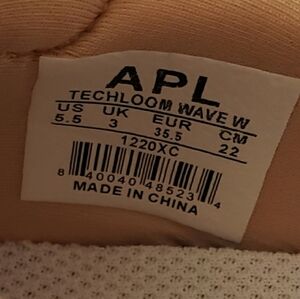 APL
TECHLOOM WAVE W
US UK EUR CM
5.5 3 35.5 22
1220XC
8 40040 48523 4
MADE IN CHINA